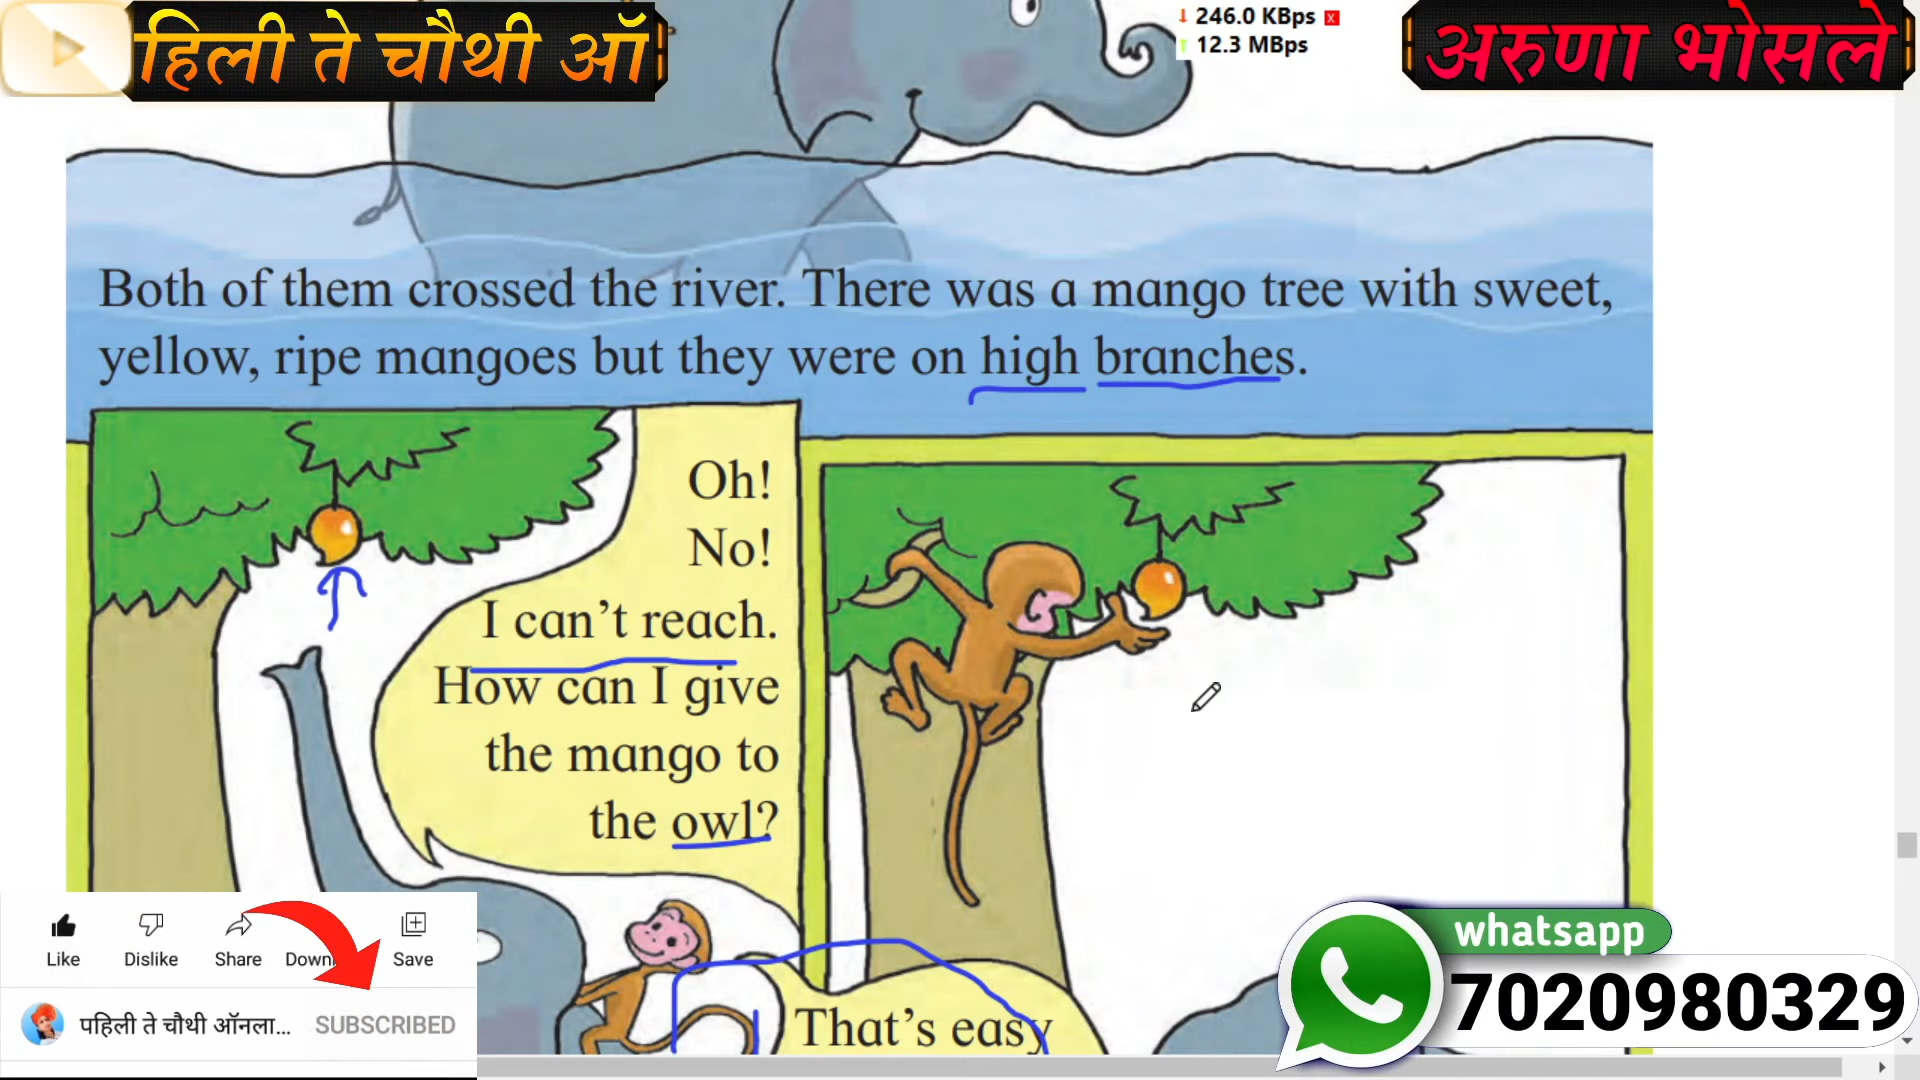 हिली ते चौथी ऑ
246.0 KBps
12.3 MBps
अरुणा भोसले
Both of them crossed the river. There was a mango tree with sweet,
yellow, ripe mangoes but they were on high branches.
Oh!
No!
I can't reach.
How can I give
the mango to
the owl?
That's easy
Like
Dislike
Share
Down
Save
पहिली ते चौथी ऑनला...
SUBSCRIBED
whatsapp
7020980329